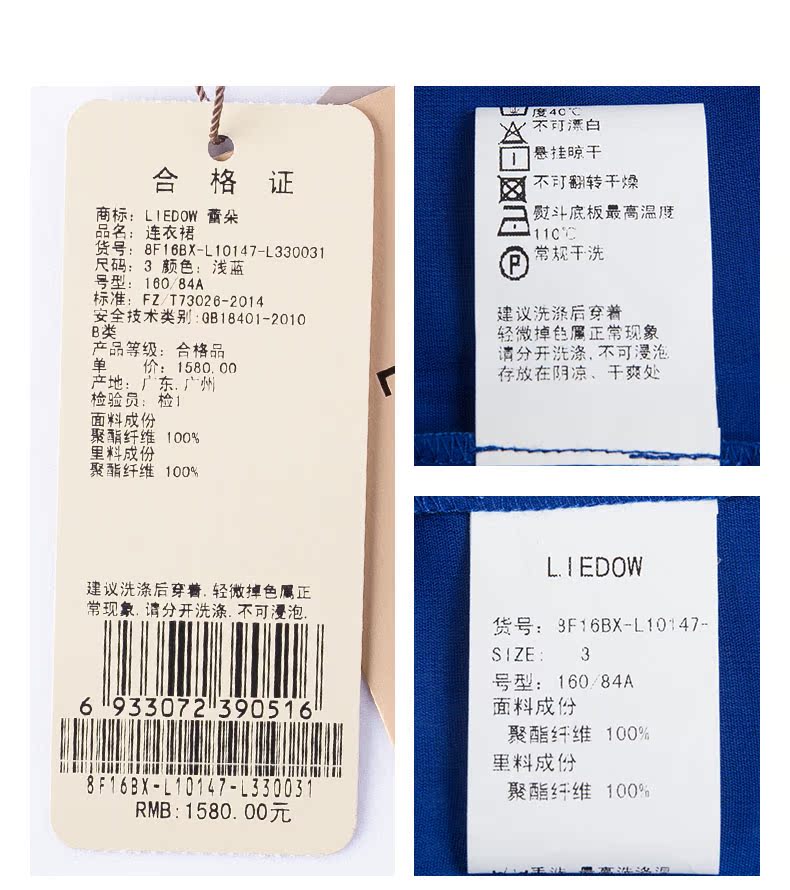 合格证
商标: LIEDOW 蕾朵
品名: 连衣裙
货号: 8F16BX-L10147-L330031
尺码: 3 颜色: 浅蓝
号型: 160/84A
标准: FZ/T73026-2014
安全技术类别:GB18401-2010
B类
产品等级: 合格品
单 价: 1580.00
产地: 广东.广州
检验员: 检1
面料成份
聚酯纤维 100%
里料成份
聚酯纤维 100%
建议洗涤后穿着.轻微掉色属正
常现象.请分开洗涤.不可浸泡.
6 933072 390516
8F16BX-L10147-L330031
RMB:1580.00元
度40℃
不可漂白
悬挂晾干
不可翻转干燥
熨斗底板最高温度
110℃
P 常规干洗
建议洗涤后穿着
轻微掉色属正常现象
请分开洗涤,不可浸泡
存放在阴凉、干爽处
LIEDOW
货号: 8F16BX-L10147-
SIZE: 3
号型: 160/84A
面料成份
聚酯纤维 100%
里料成份
聚酯纤维 100%